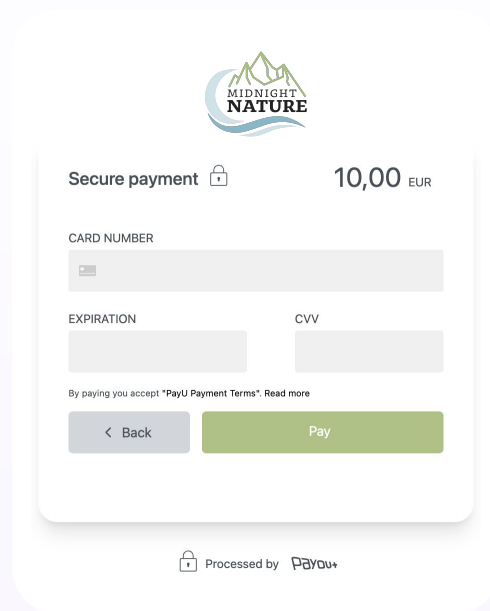 MIDNIGHT
NATURE
Secure payment 10,00 EUR
CARD NUMBER
EXPIRATION CVV
By paying you accept "PayU Payment Terms". Read more
Back Pay
Processed by Payout